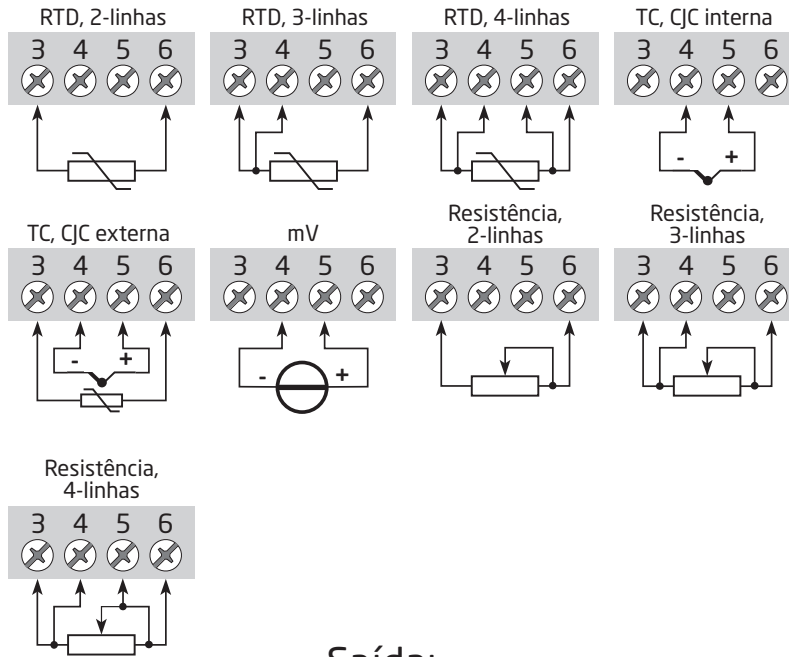 RTD, 2-linhas
3 4 5 6
RTD, 3-linhas
3 4 5 6
RTD, 4-linhas
3 4 5 6
TC, CJC interna
3 4 5 6
- +
TC, CJC externa
3 4 5 6
- +
mV
3 4 5 6
- +
Resistência,
2-linhas
3 4 5 6
Resistência,
3-linhas
3 4 5 6
Resistência,
4-linhas
3 4 5 6
Saída: